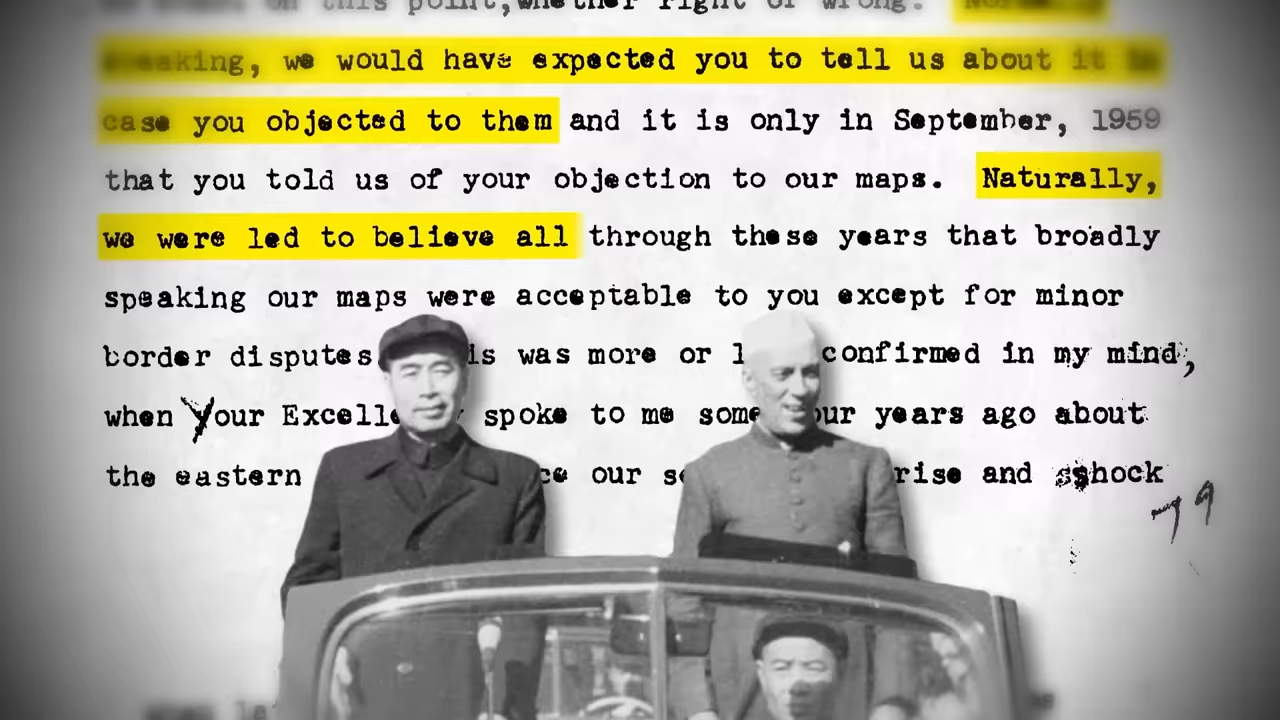 on this point, whether right or wrong. Normally
speaking, we would have expected you to tell us about it in
case you objected to them and it is only in September, 1959
that you told us of your objection to our maps. Naturally,
we were led to believe all through these years that broadly
speaking our maps were acceptable to you except for minor
border disputes is was more or confirmed in my mind,
when Your spoke to me some years ago about
the eastern our and sshock
79